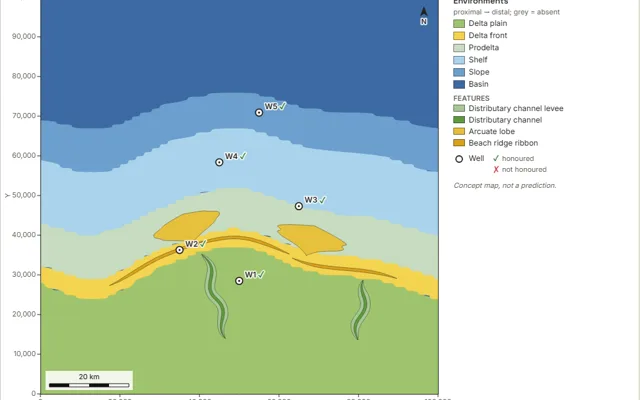 Environments
proximal — distal; grey = absent
Delta plain
Delta front
Prodelta
Shelf
Slope
Basin
FEATURES
Distributary channel levee
Distributary channel
Arcuate lobe
Beach ridge ribbon
Well ✓ honoured
✗ not honoured
Concept map, not a prediction.
N
90,000
80,000
70,000
60,000
50,000
40,000
30,000
20,000
10,000
0
Y
W5 ✓
W4 ✓
W3 ✓
W2 ✓
W1 ✓
20 km